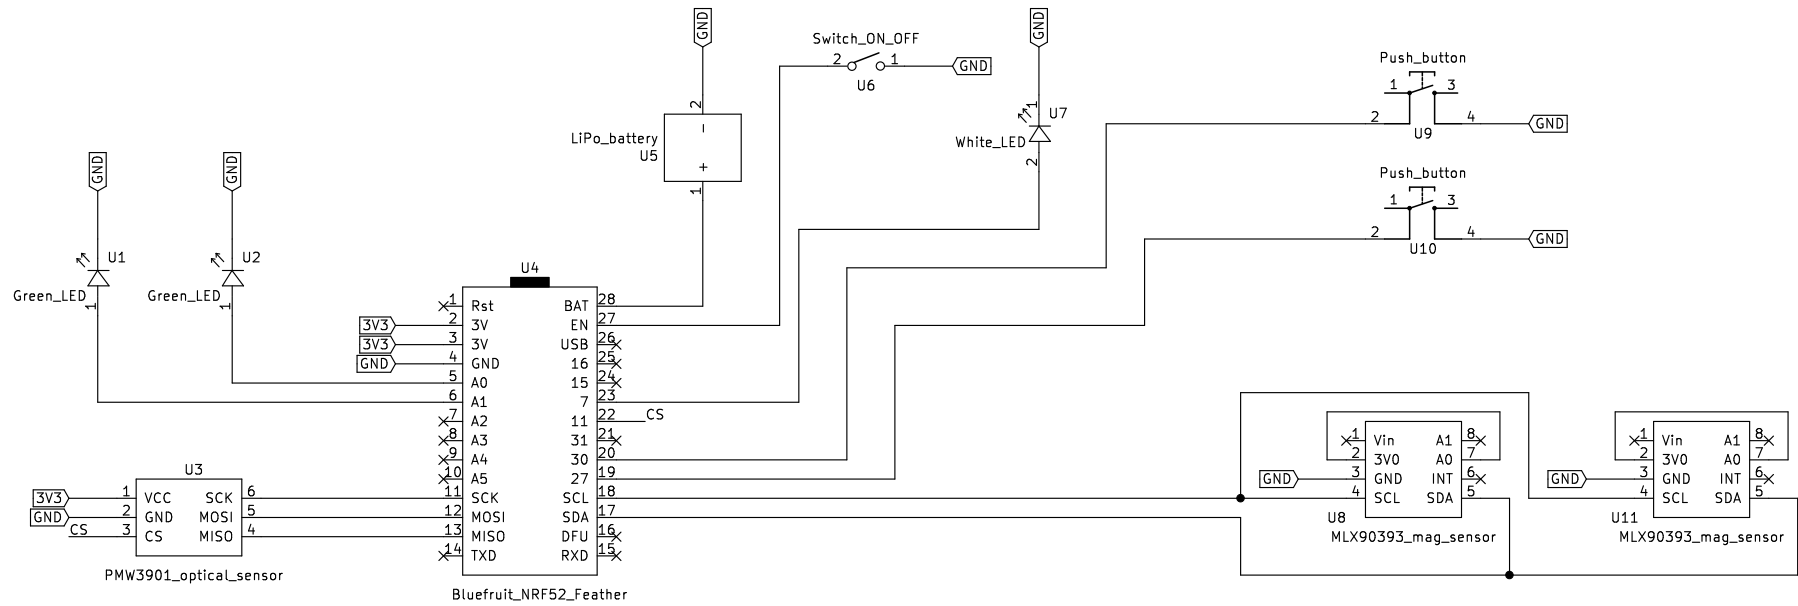 GND
GND
Switch_ON_OFF
2
1
GND
U6
Push_button
1
3
2
4
GND
U9
2
LiPo_battery
U5
-
+
1
1
U7
White_LED
2
GND
GND
Push_button
1
3
2
4
GND
U10
U1
Green_LED
1
U2
Green_LED
1
U4
1 Rst BAT 28
3V3 2 3V EN 27
3V3 3 3V USB 26
GND 4 GND 16 25
5 A0 15 24
6 A1 7 23
7 A2 11 22 CS
8 A3 31 21
9 A4 30 20
10 A5 27 19
11 SCK SCL 18
12 MOSI SDA 17
13 MISO DFU 16
14 TXD RXD 15
Bluefruit_NRF52_Feather
U3
3V3 1 VCC SCK 6
GND 2 GND MOSI 5
CS 3 CS MISO 4
PMW3901_optical_sensor
1 Vin A1 8
2 3V0 A0 7
GND 3 GND INT 6
4 SCL SDA 5
U8
MLX90393_mag_sensor
1 Vin A1 8
2 3V0 A0 7
GND 3 GND INT 6
4 SCL SDA 5
U11
MLX90393_mag_sensor